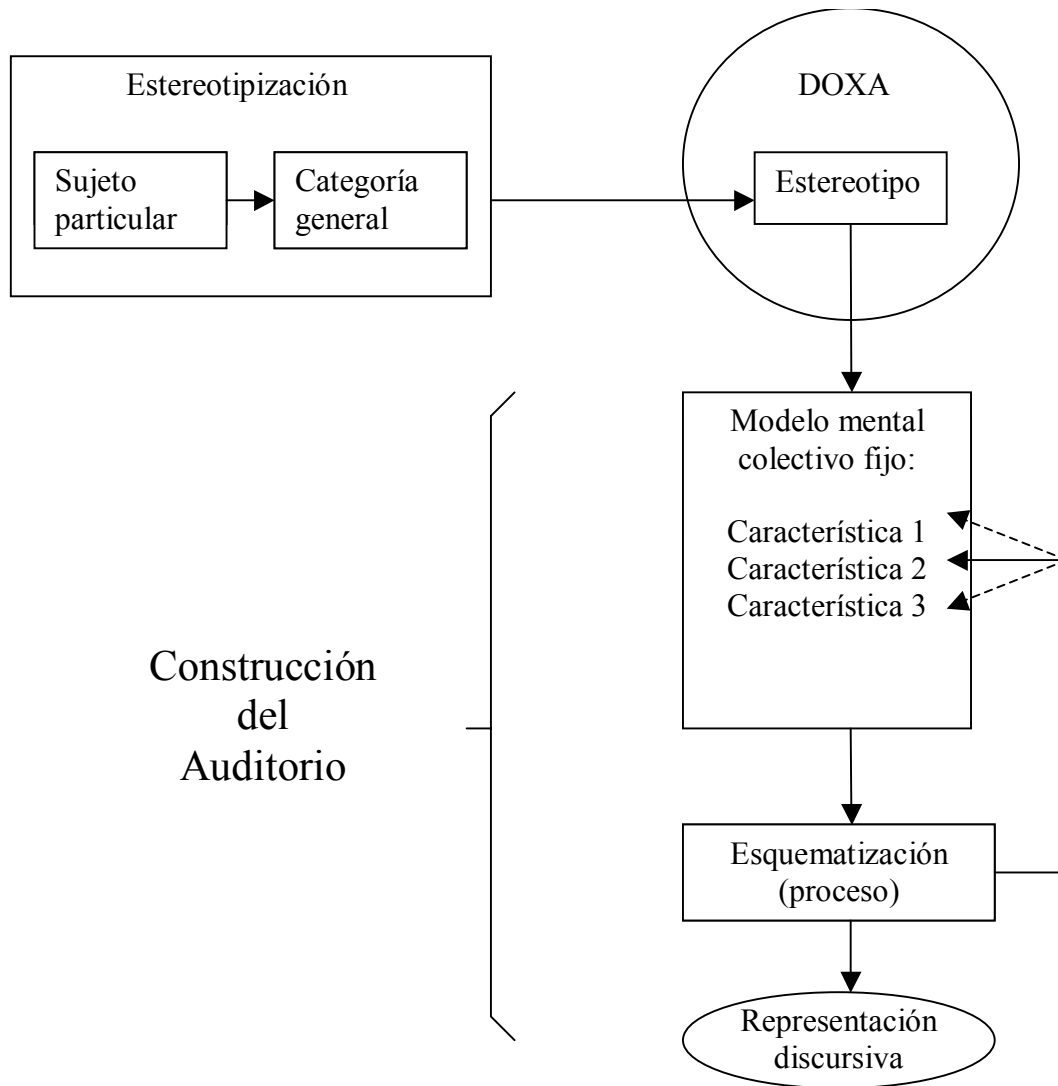 Estereotipización
Sujeto
particular
Categoría
general
DOXA
Estereotipo
Modelo mental
colectivo fijo:
Característica 1
Característica 2
Característica 3
Construcción
del
Auditorio
Esquematización
(proceso)
Representación
discursiva